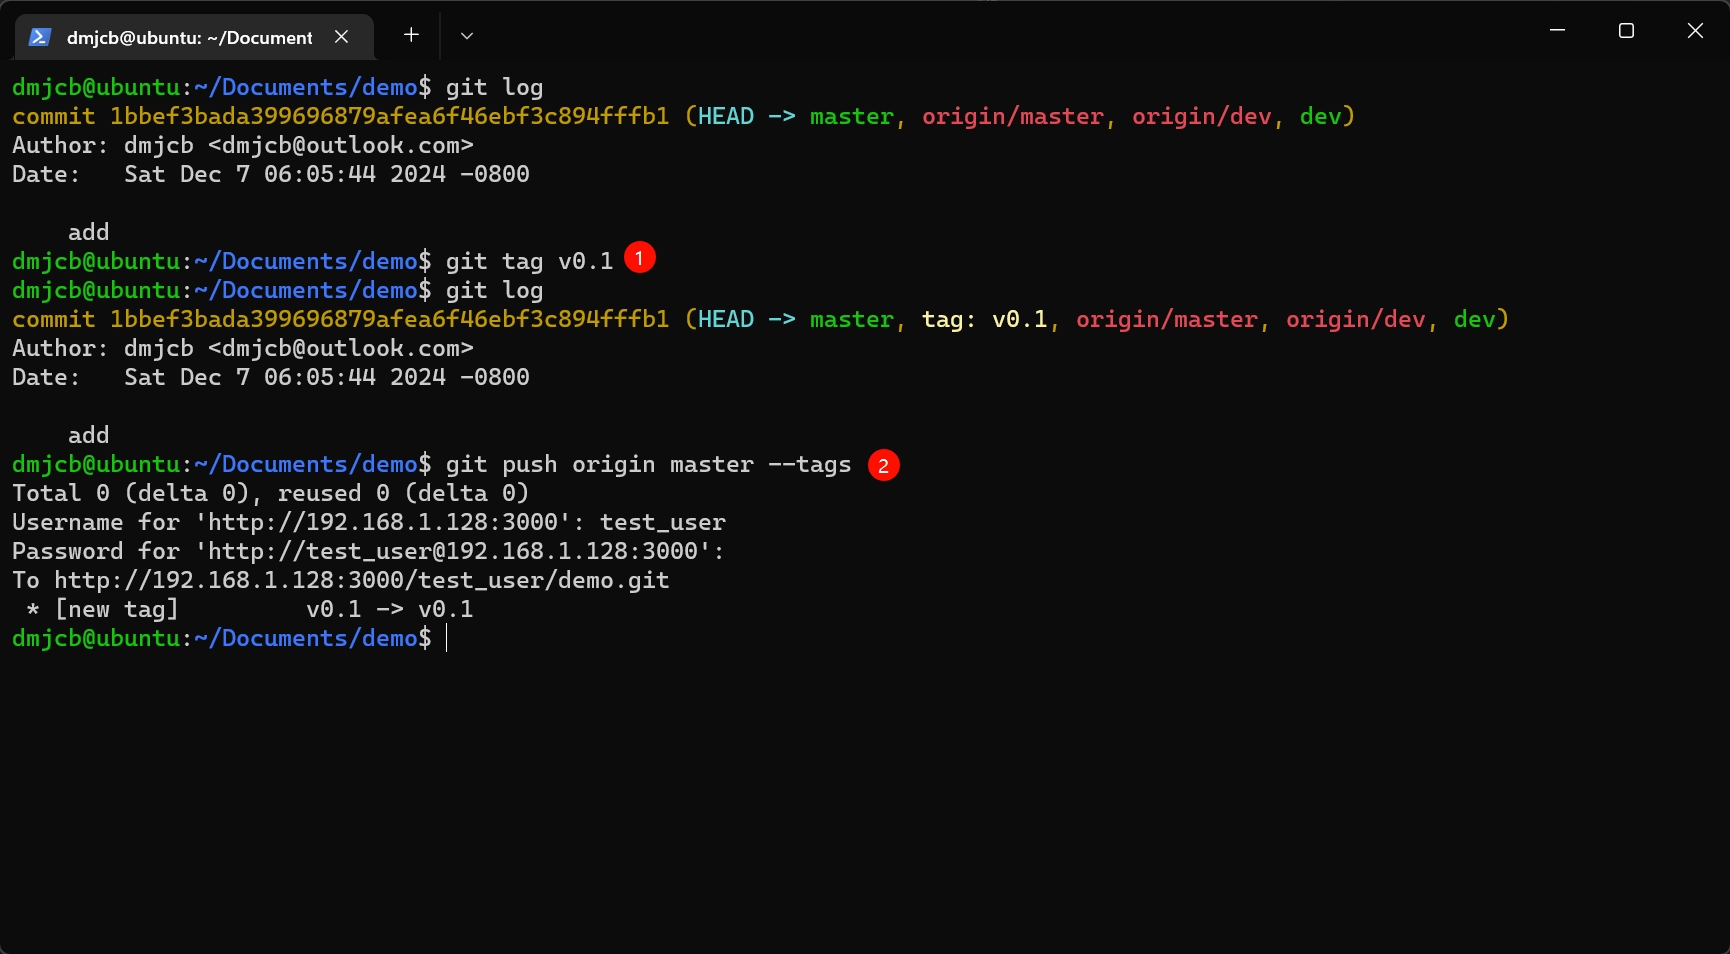 dmjcb@ubuntu: ~/Document
dmjcb@ubuntu:~/Documents/demo$ git log
commit 1bbef3bada399696879afea6f46ebf3c894fffb1 (HEAD -> master, origin/master, origin/dev, dev)
Author: dmjcb <dmjcb@outlook.com>
Date:   Sat Dec 7 06:05:44 2024 -0800
    add
dmjcb@ubuntu:~/Documents/demo$ git tag v0.1 1
dmjcb@ubuntu:~/Documents/demo$ git log
commit 1bbef3bada399696879afea6f46ebf3c894fffb1 (HEAD -> master, tag: v0.1, origin/master, origin/dev, dev)
Author: dmjcb <dmjcb@outlook.com>
Date:   Sat Dec 7 06:05:44 2024 -0800
    add
dmjcb@ubuntu:~/Documents/demo$ git push origin master --tags 2
Total 0 (delta 0), reused 0 (delta 0)
Username for 'http://192.168.1.128:3000': test_user
Password for 'http://test_user@192.168.1.128:3000':
To http://192.168.1.128:3000/test_user/demo.git
 * [new tag]         v0.1 -> v0.1
dmjcb@ubuntu:~/Documents/demo$